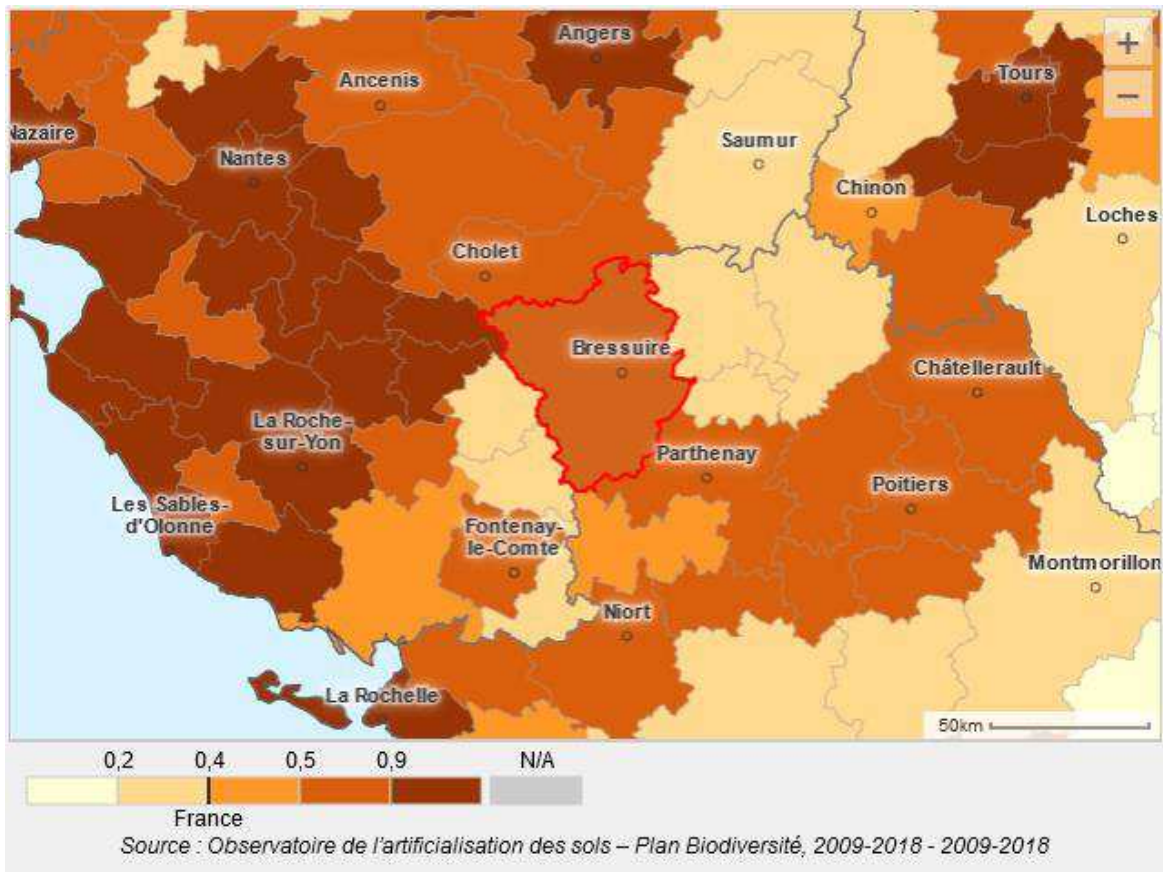 Angers
Ancenis
Tours
+
−
Nazaire
Nantes
Saumur
Chinon
Loches
Cholet
Bressuire
Châtellerault
La Roche-
sur-Yon
Parthenay
Poitiers
Les Sables-
d'Olonne
Fontenay-
le-Comte
Montmorillon
Niort
La Rochelle
50km
0,2 0,4 0,5 0,9 N/A
France
Source : Observatoire de l'artificialisation des sols – Plan Biodiversité, 2009-2018 - 2009-2018